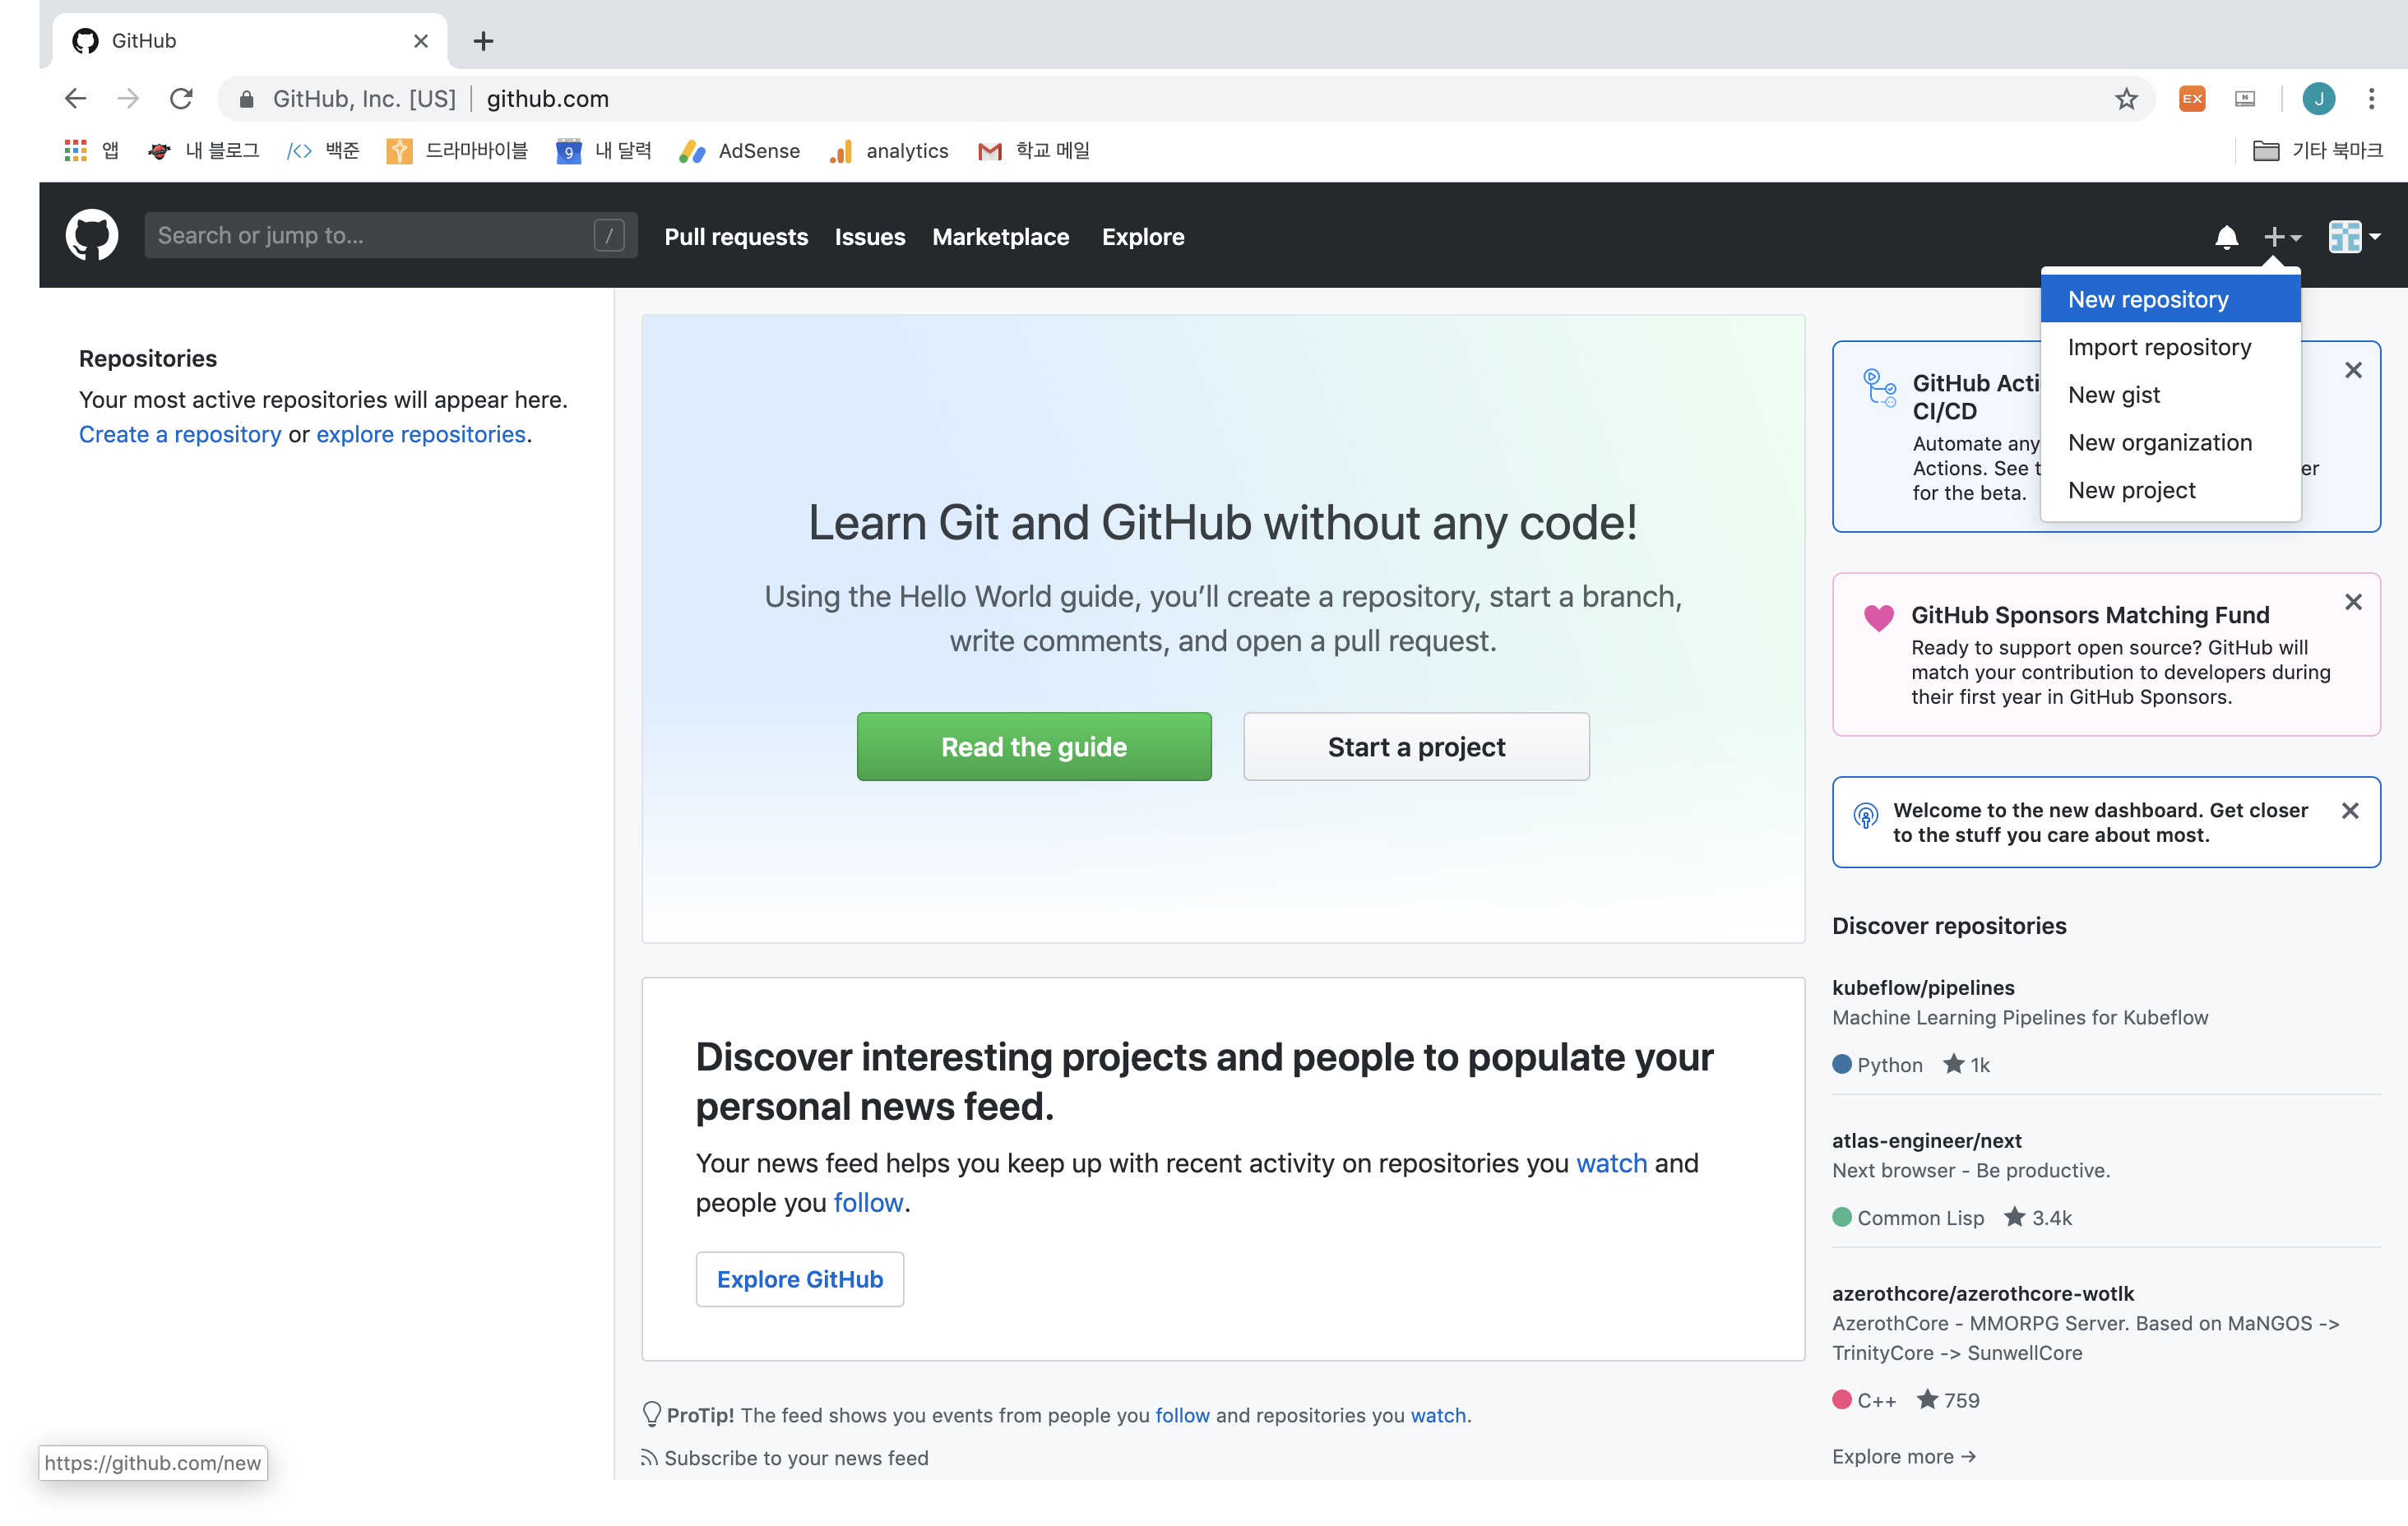 GitHub
GitHub, Inc. [US] github.com
EX
N
J
앱 내 블로그 백준 드라마바이블 9 내 달력 AdSense analytics 학교 메일 기타 북마크
Search or jump to... / Pull requests Issues Marketplace Explore
New repository
Import repository
New gist
New organization
New project
Repositories
Your most active repositories will appear here.
Create a repository or explore repositories.
Learn Git and GitHub without any code!
Using the Hello World guide, you’ll create a repository, start a branch,
write comments, and open a pull request.
Read the guide Start a project
Discover interesting projects and people to populate your
personal news feed.
Your news feed helps you keep up with recent activity on repositories you watch and
people you follow.
Explore GitHub
ProTip! The feed shows you events from people you follow and repositories you watch.
Subscribe to your news feed
GitHub Acti
CI/CD
Automate any
Actions. See t er
for the beta.
GitHub Sponsors Matching Fund
Ready to support open source? GitHub will
match your contribution to developers during
their first year in GitHub Sponsors.
Welcome to the new dashboard. Get closer
to the stuff you care about most.
Discover repositories
kubeflow/pipelines
Machine Learning Pipelines for Kubeflow
Python 1k
atlas-engineer/next
Next browser - Be productive.
Common Lisp 3.4k
azerothcore/azerothcore-wotlk
AzerothCore - MMORPG Server. Based on MaNGOS ->
TrinityCore -> SunwellCore
C++ 759
Explore more →
https://github.com/new